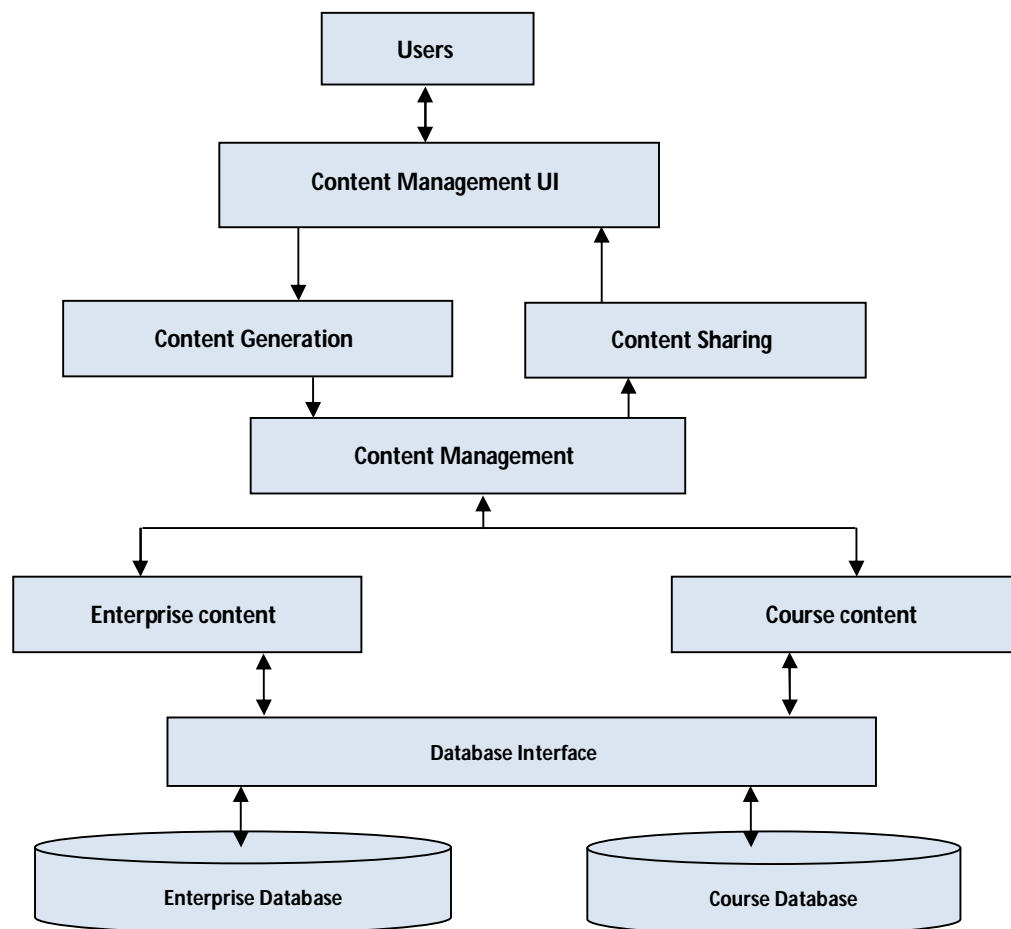 Users
Content Management UI
Content Generation
Content Sharing
Content Management
Enterprise content
Course content
Database Interface
Enterprise Database
Course Database